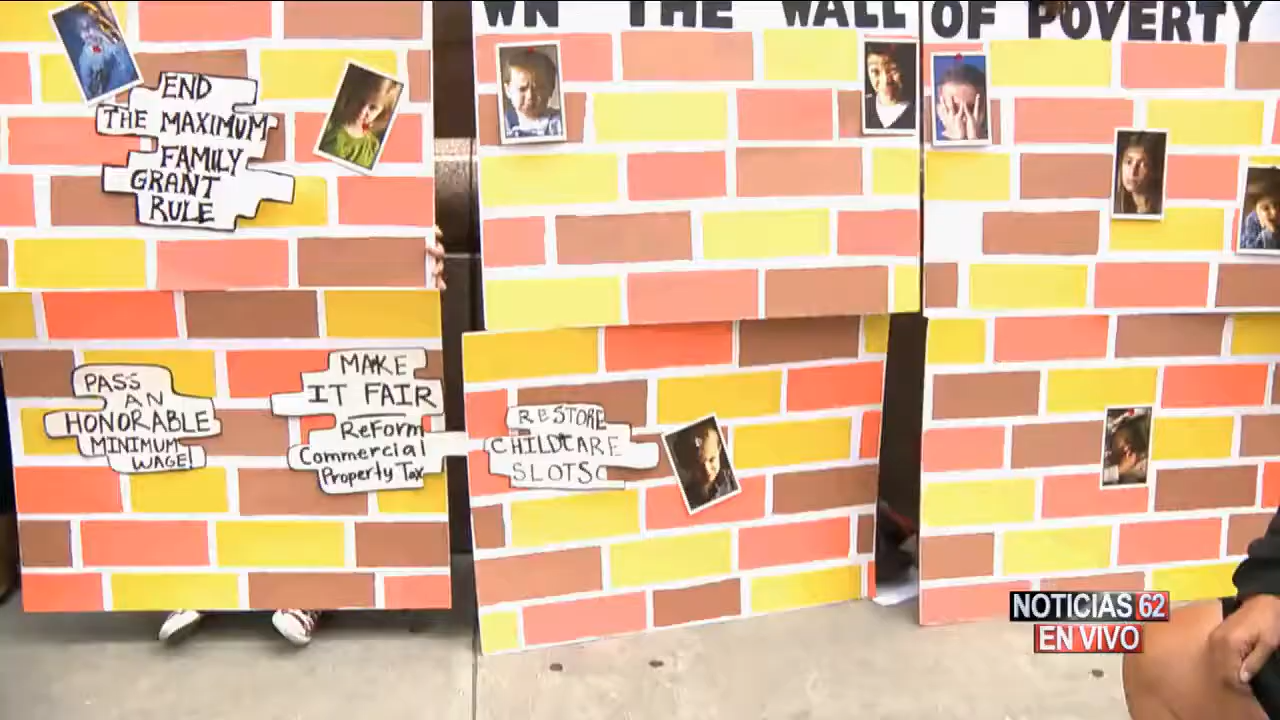 WN THE WALL OF POVERTY
END
THE MAXIMUM
FAMILY
GRANT
RULE
PASS
AN
HONORABLE
MINIMUM
WAGE!
MAKE
IT FAIR
ReForm
Commercial
Property Tax
RESTORE
CHILDCARE
SLOTS
NOTICIAS 62
EN VIVO